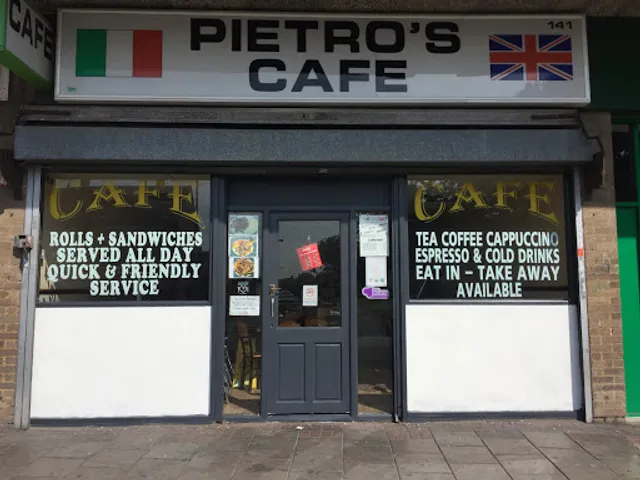 CAFE
PIETRO'S
CAFE
141
CAFE
ROLLS + SANDWICHES
SERVED ALL DAY
QUICK & FRIENDLY
SERVICE
CAFE
TEA COFFEE CAPPUCCINO
ESPRESSO & COLD DRINKS
EAT IN - TAKE AWAY
AVAILABLE